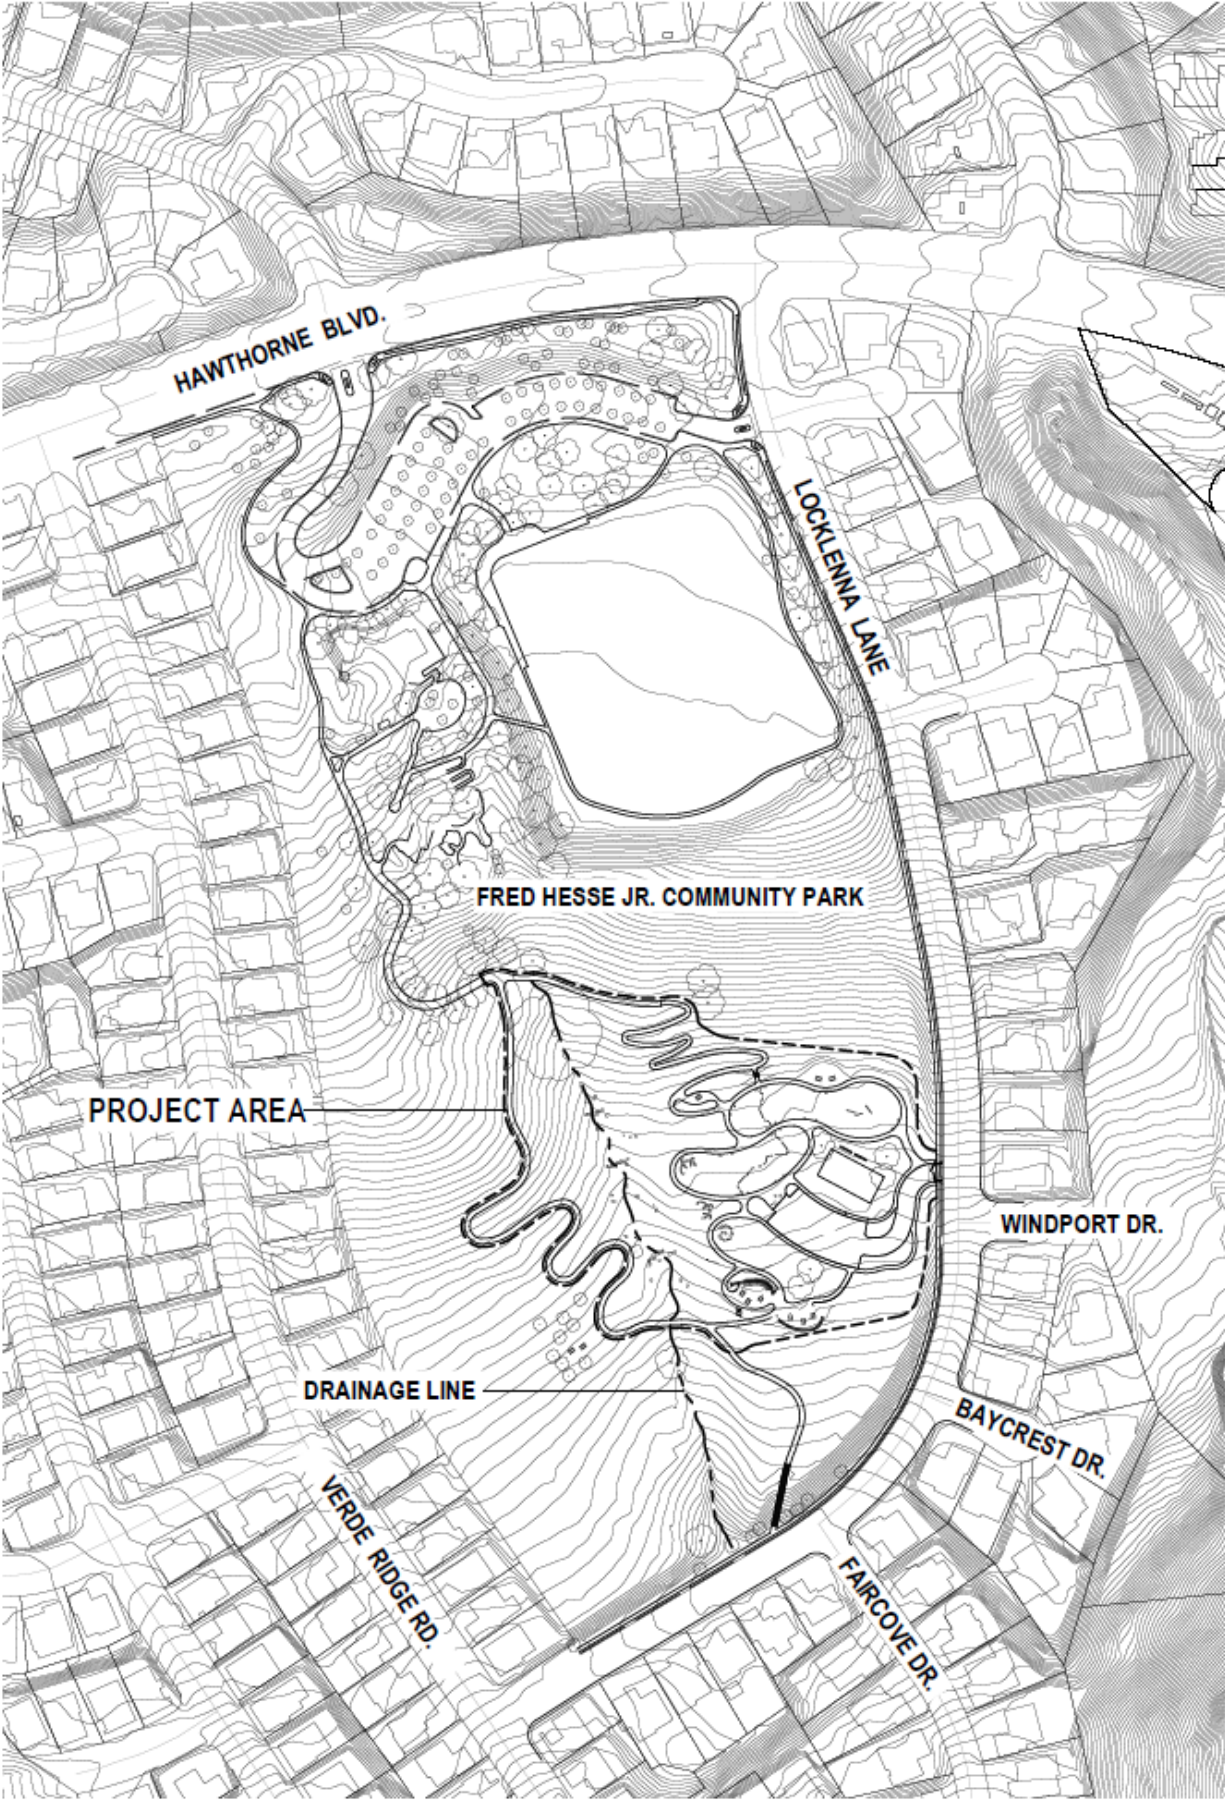 HAWTHORNE BLVD.
LOCKLENNA LANE
FRED HESSE JR. COMMUNITY PARK
PROJECT AREA
WINDPORT DR.
DRAINAGE LINE
BAYCREST DR.
VERDE RIDGE RD.
FAIRCOVE DR.